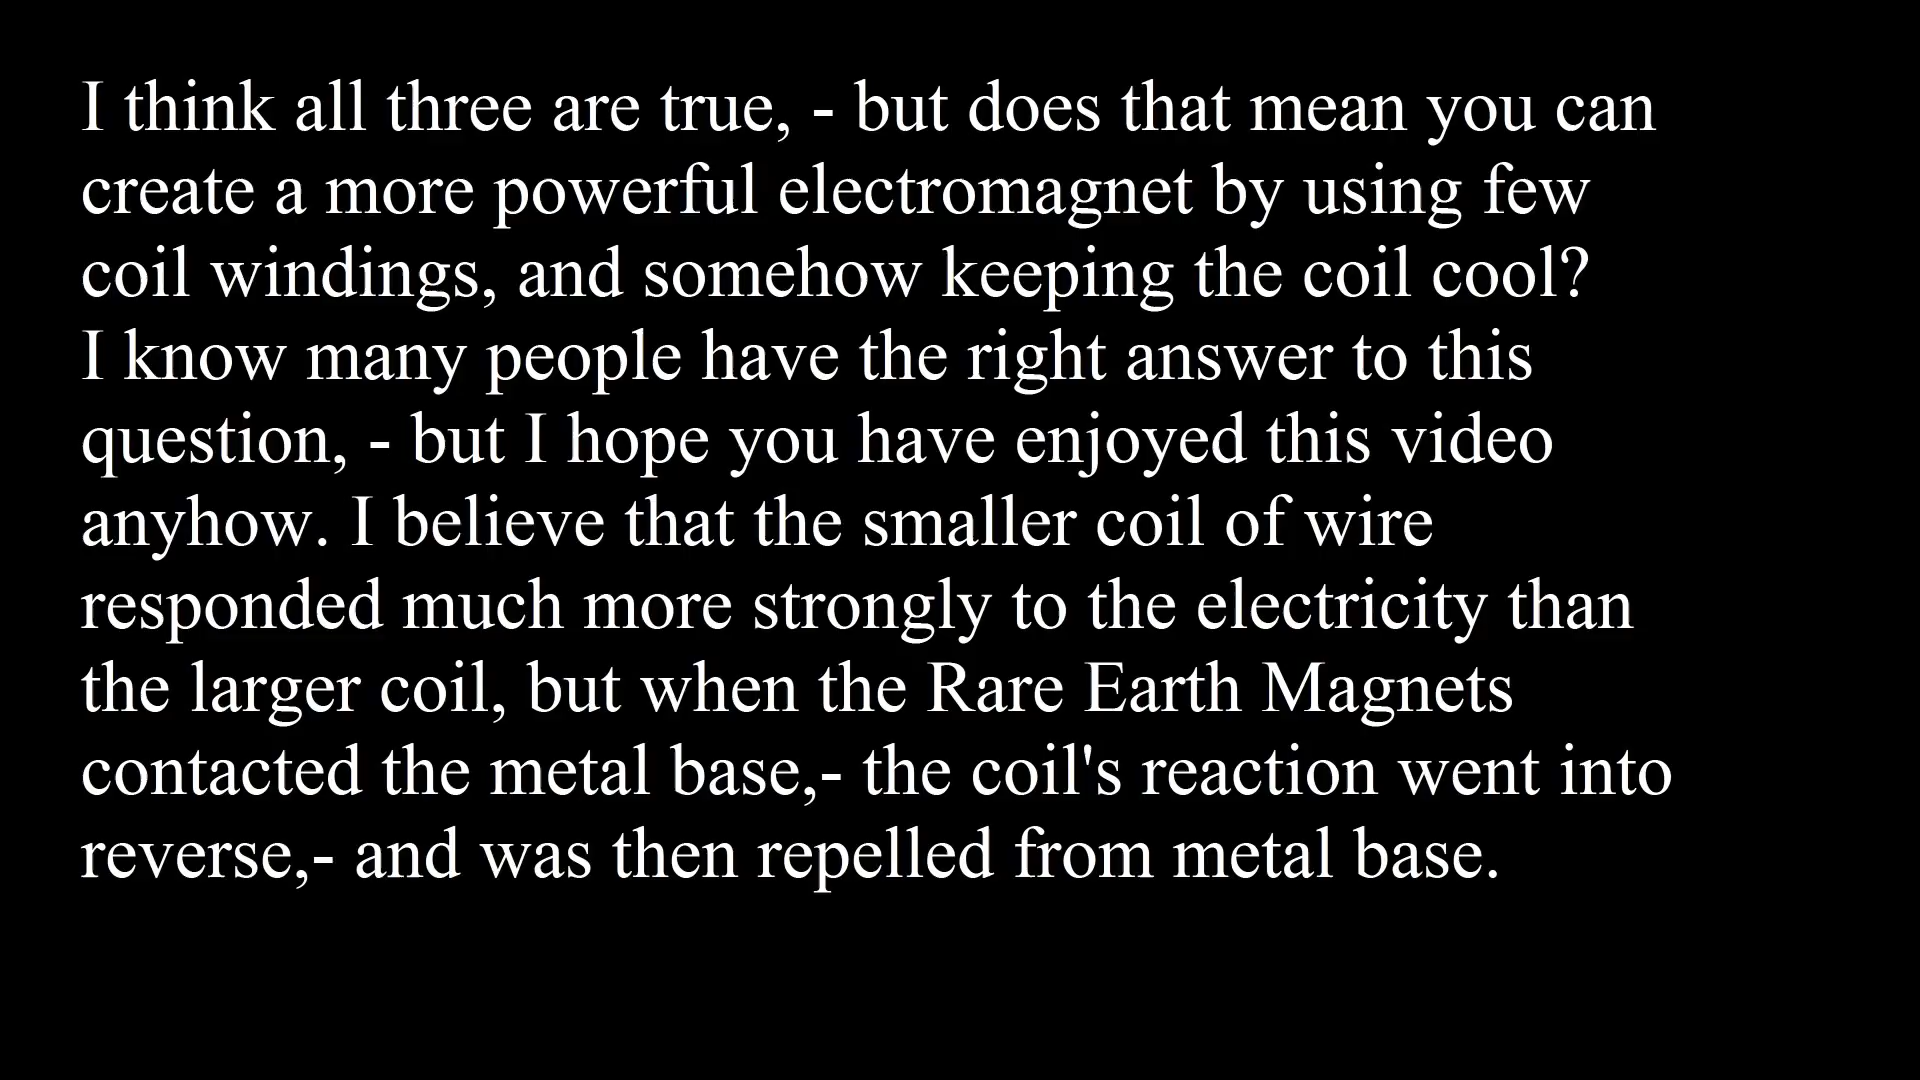 I think all three are true, - but does that mean you can
create a more powerful electromagnet by using few
coil windings, and somehow keeping the coil cool?
I know many people have the right answer to this
question, - but I hope you have enjoyed this video
anyhow. I believe that the smaller coil of wire
responded much more strongly to the electricity than
the larger coil, but when the Rare Earth Magnets
contacted the metal base,- the coil's reaction went into
reverse,- and was then repelled from metal base.